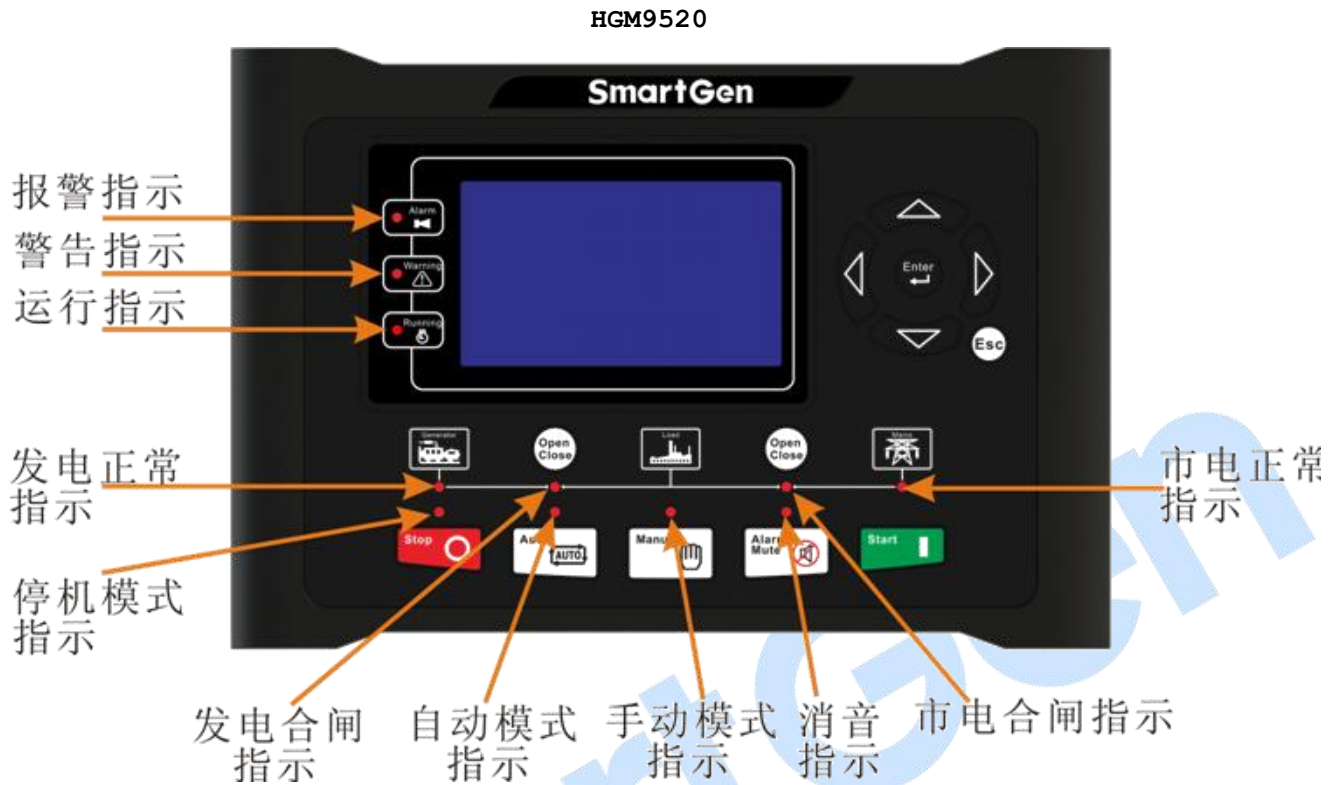 HGM9520
SmartGen
报警指示
警告指示
运行指示
Alarm
Warning
Running
Enter
Esc
Generator
Open
Close
Load
Open
Close
Mains
发电正常
指示
市电正常
指示
Stop
Auto
AUTO
Manual
Alarm
Mute
Start
停机模式
指示
发电合闸
指示
自动模式
指示
手动模式
指示
消音
指示
市电合闸指示